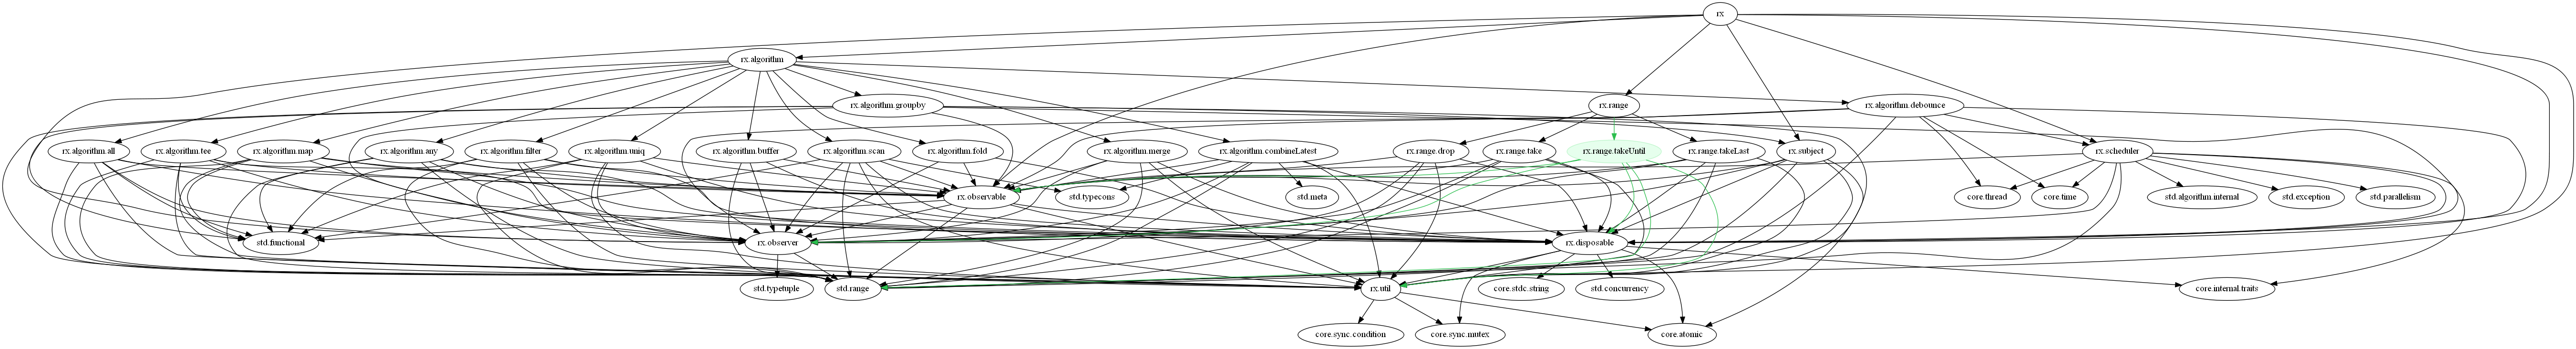 rx
rx.algorithm
rx.algorithm.groupby
rx.range
rx.algorithm.debounce
rx.algorithm.all
rx.algorithm.tee
rx.algorithm.map
rx.algorithm.any
rx.algorithm.filter
rx.algorithm.uniq
rx.algorithm.buffer
rx.algorithm.scan
rx.algorithm.fold
rx.algorithm.merge
rx.algorithm.combineLatest
rx.range.drop
rx.range.take
rx.range.takeUntil
rx.range.takeLast
rx.subject
rx.scheduler
rx.observable
std.typecons
std.meta
core.thread
core.time
std.algorithm.internal
std.exception
std.parallelism
std.functional
rx.observer
rx.disposable
std.typetuple
std.range
rx.util
core.stdc.string
std.concurrency
core.internal.traits
core.sync.condition
core.sync.mutex
core.atomic